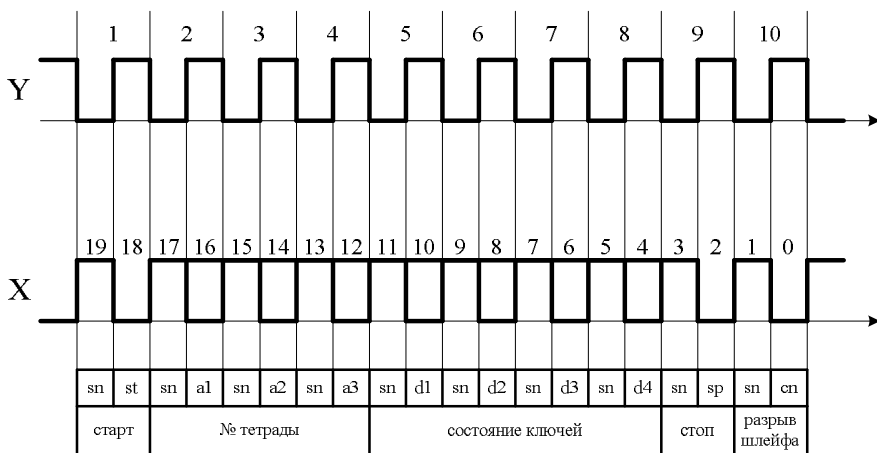 1 2 3 4 5 6 7 8 9 10
Y
19 18 17 16 15 14 13 12 11 10 9 8 7 6 5 4 3 2 1 0
X
sn st sn a1 sn a2 sn a3 sn d1 sn d2 sn d3 sn d4 sn sp sn cn
старт № тетрады состояние ключей стоп разрыв
шлейфа